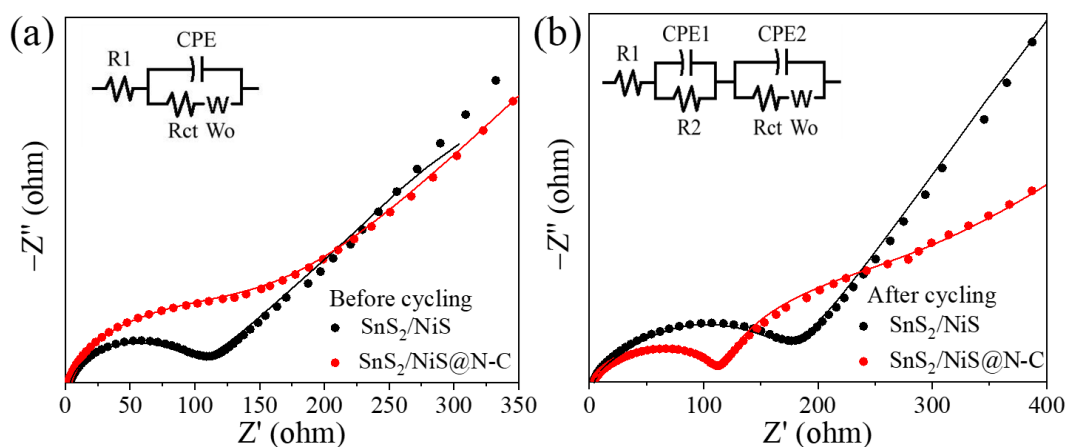 (a)
CPE
R1
Rct Wo
W
−Z'' (ohm)
Before cycling
SnS₂/NiS
SnS₂/NiS@N-C
0 50 100 150 200 250 300 350
Z' (ohm)
(b)
CPE1 CPE2
R1
W
R2 Rct Wo
−Z'' (ohm)
After cycling
SnS₂/NiS
SnS₂/NiS@N-C
0 100 200 300 400
Z' (ohm)